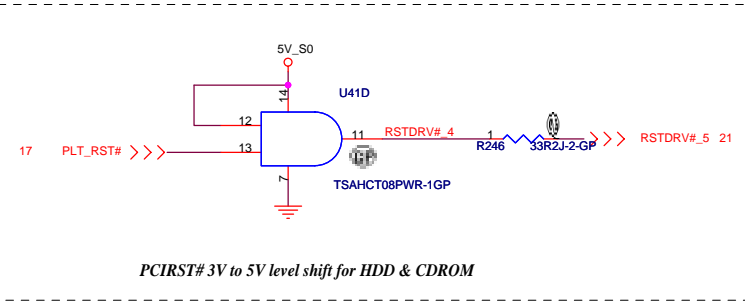 5V_S0
14
U41D
12
11
RSTDRV#_4
1
RSTDRV#_5 21
17 PLT_RST#
13
R246
33R2J-2-GP
GP
7
TSAHCT08PWR-1GP
PCIRST# 3V to 5V level shift for HDD & CDROM